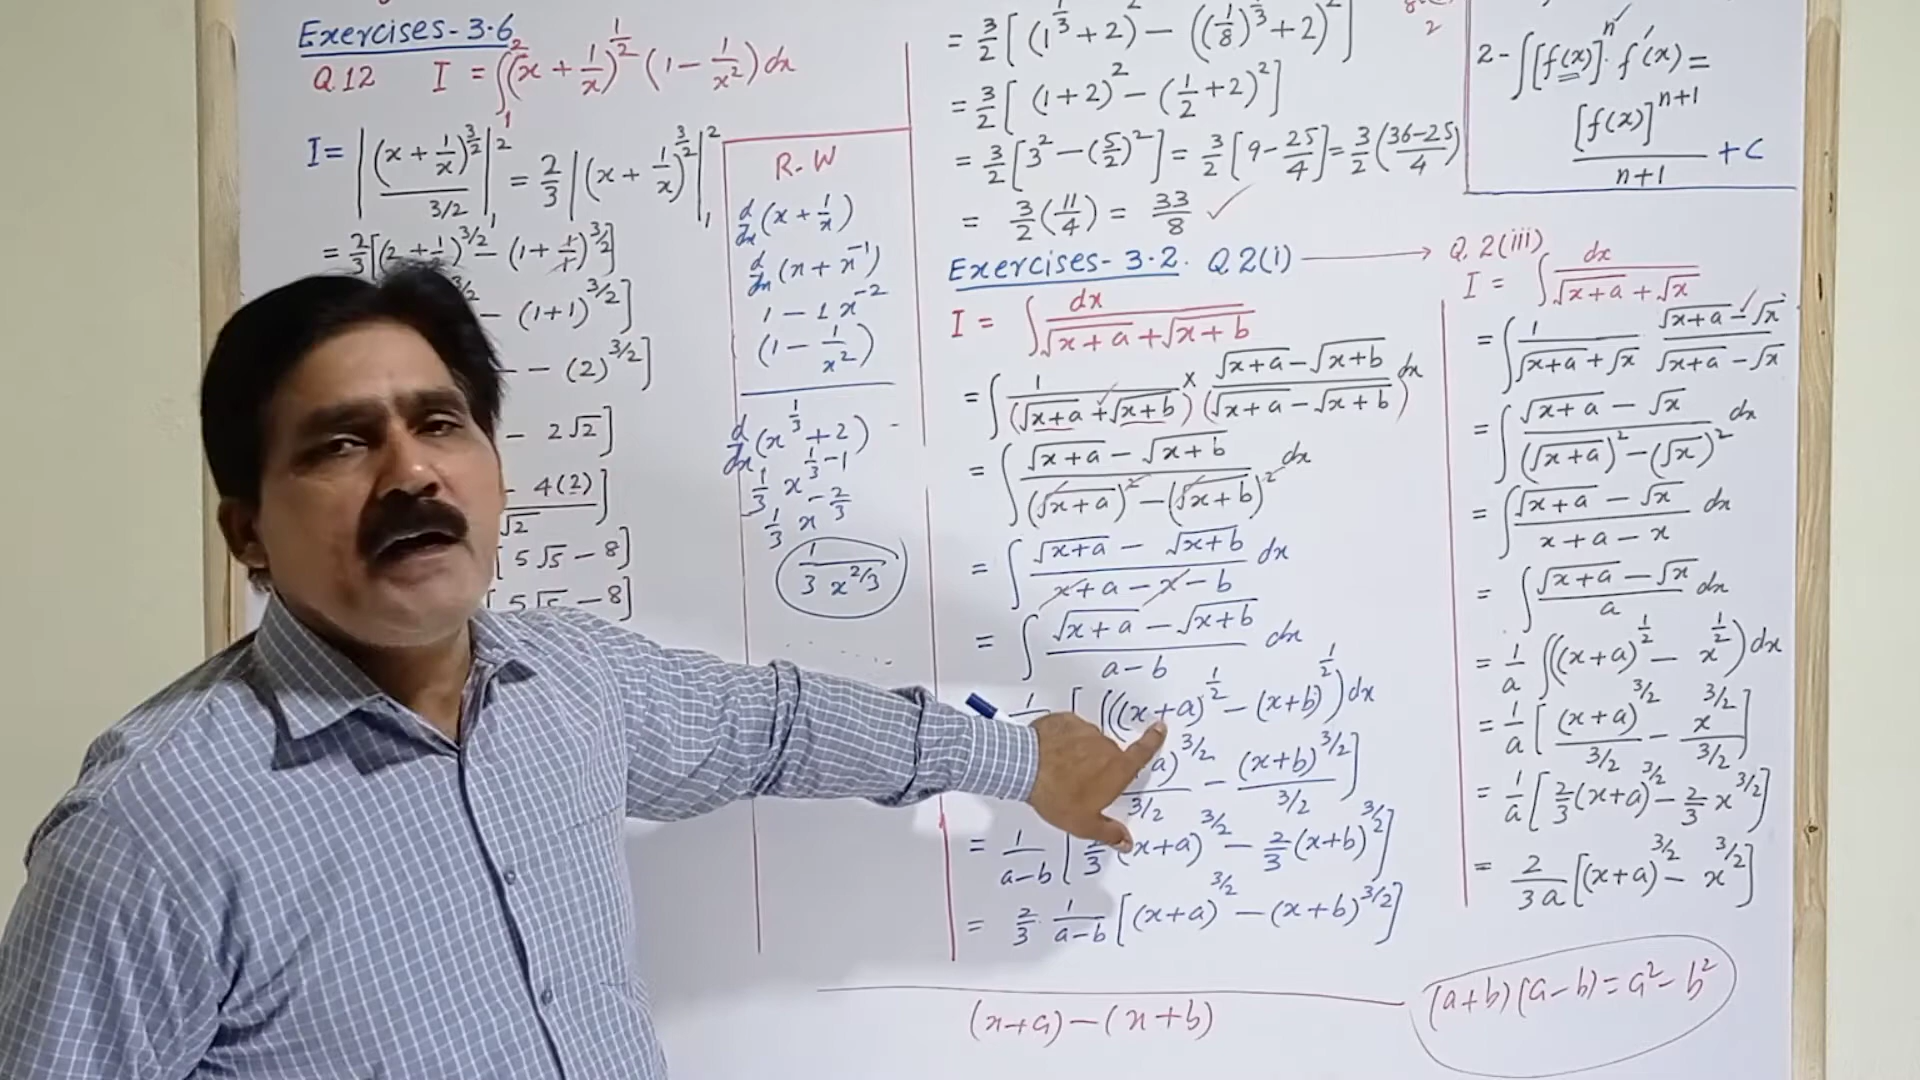 Exercises-3.6
Q.12 I = ∫₁² (x + 1/x)^(1/2) (1 - 1/x²) dx
I = |(x + 1/x)^(3/2) / 3/2|₁² = 2/3 |(x + 1/x)^(3/2)|₁²
= 2/3 [(2 + 1/2)^(3/2) - (1 + 1/1)^(3/2)]
- (1+1)^(3/2)]
- (2)^(3/2)]
- 2√2]
- 4(2) / √2]
[5√5 - 8]
[5√5 - 8]
R.W
d/dx (x + 1/x)
d/dx (x + x^-1)
1 - 1x^-2
(1 - 1/x²)
d/dx (x^(1/3) + 2)
1/3 x^(1/3 - 1)
1/3 x^(-2/3)
1 / 3 x^(2/3)
= 3/2 [(1^(1/3) + 2)² - ((1/8)^(1/3) + 2)²]
= 3/2 [(1+2)² - (1/2 + 2)²]
= 3/2 [3² - (5/2)²] = 3/2 [9 - 25/4] = 3/2 (36-25 / 4)
= 3/2 (11/4) = 33/8 ✓
Exercises-3.2. Q.2(i) → Q.2(iii)
I = ∫ dx / √x+a + √x+b
= ∫ 1 / (√x+a + √x+b) × √x+a - √x+b / (√x+a - √x+b) dx
= ∫ √x+a - √x+b / (√x+a)² - (√x+b)² dx
= ∫ √x+a - √x+b / x+a-x-b dx
= ∫ √x+a - √x+b / a-b dx
((x+a)^(1/2) - (x+b)^(1/2)) dx
a)^(3/2) / 3/2 - (x+b)^(3/2) / 3/2]
= 1/a-b [2/3 (x+a)^(3/2) - 2/3 (x+b)^(3/2)]
= 2/3 · 1/a-b [(x+a)^(3/2) - (x+b)^(3/2)]
(x+a)-(x+b)
2- ∫[f(x)]^n · f'(x) =
[f(x)]^(n+1) / n+1 + C
I = ∫ dx / √x+a + √x
= ∫ 1 / √x+a + √x · √x+a - √x / √x+a - √x
= ∫ √x+a - √x / (√x+a)² - (√x)² dx
= ∫ √x+a - √x / x+a-x dx
= ∫ √x+a - √x / a dx
= 1/a ∫((x+a)^(1/2) - x^(1/2)) dx
= 1/a [(x+a)^(3/2) / 3/2 - x^(3/2) / 3/2]
= 1/a [2/3 (x+a)^(3/2) - 2/3 x^(3/2)]
= 2/3a [(x+a)^(3/2) - x^(3/2)]
(a+b)(a-b) = a² - b²